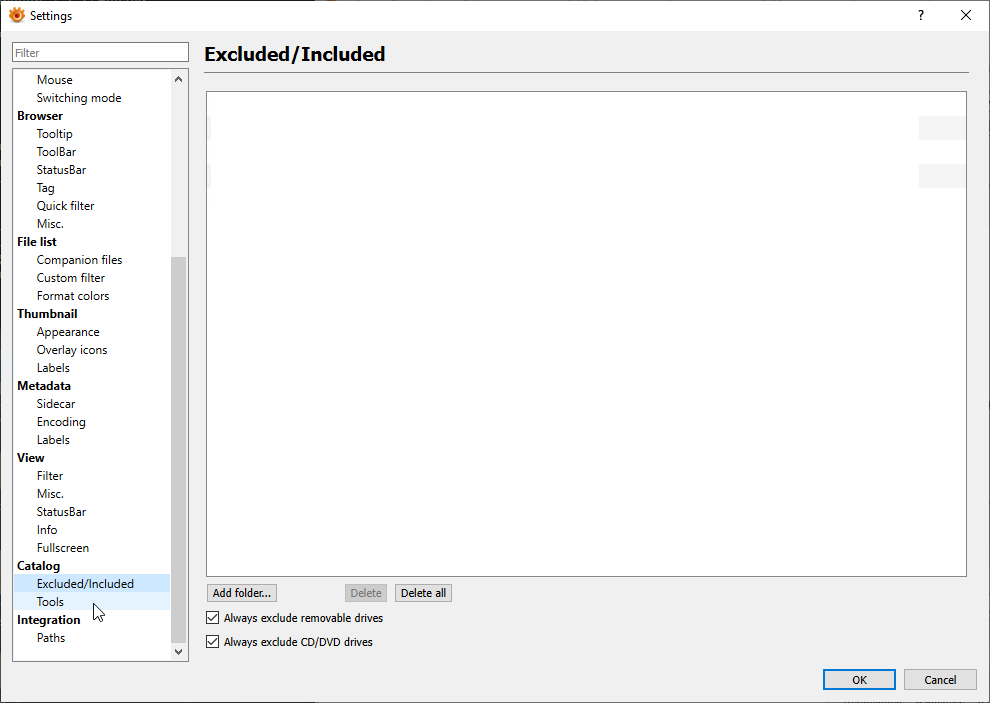 Settings
?
Filter
Mouse
Switching mode
Browser
Tooltip
ToolBar
StatusBar
Tag
Quick filter
Misc.
File list
Companion files
Custom filter
Format colors
Thumbnail
Appearance
Overlay icons
Labels
Metadata
Sidecar
Encoding
Labels
View
Filter
Misc.
StatusBar
Info
Fullscreen
Catalog
Excluded/Included
Tools
Integration
Paths
Excluded/Included
Add folder... Delete Delete all
Always exclude removable drives
Always exclude CD/DVD drives
OK Cancel